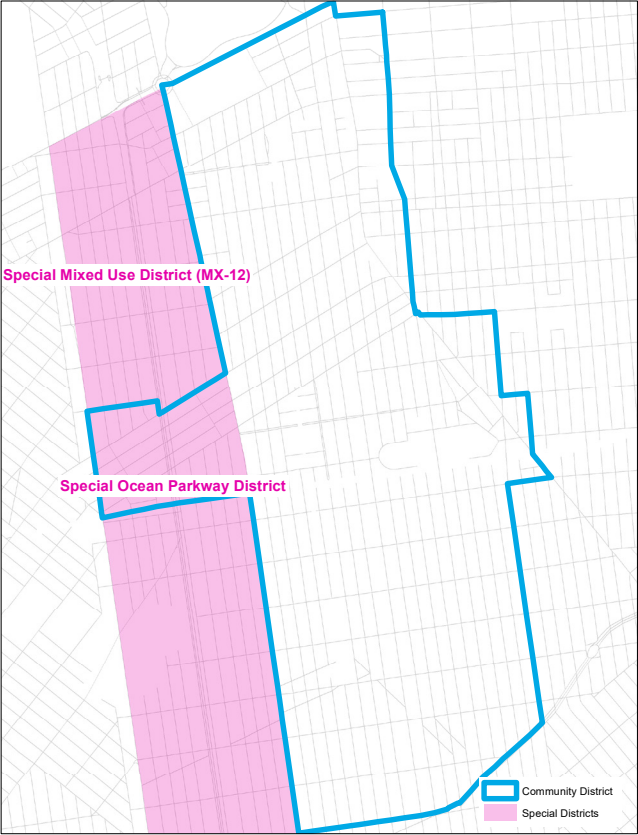 Special Mixed Use District (MX-12)
Special Ocean Parkway District
Community District
Special Districts